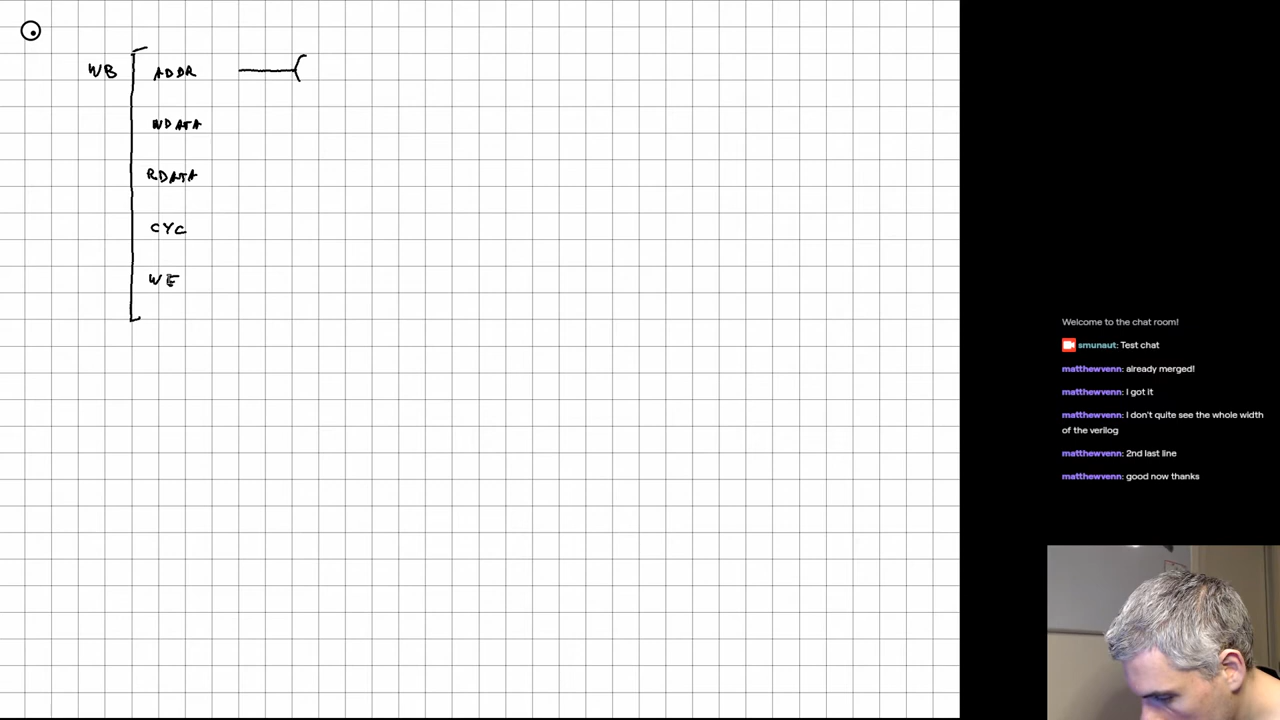 WB
ADDR
WDATA
RDATA
CYC
WE
Welcome to the chat room!
smunaut: Test chat
matthewvenn: already merged!
matthewvenn: I got it
matthewvenn: I don't quite see the whole width
of the verilog
matthewvenn: 2nd last line
matthewvenn: good now thanks